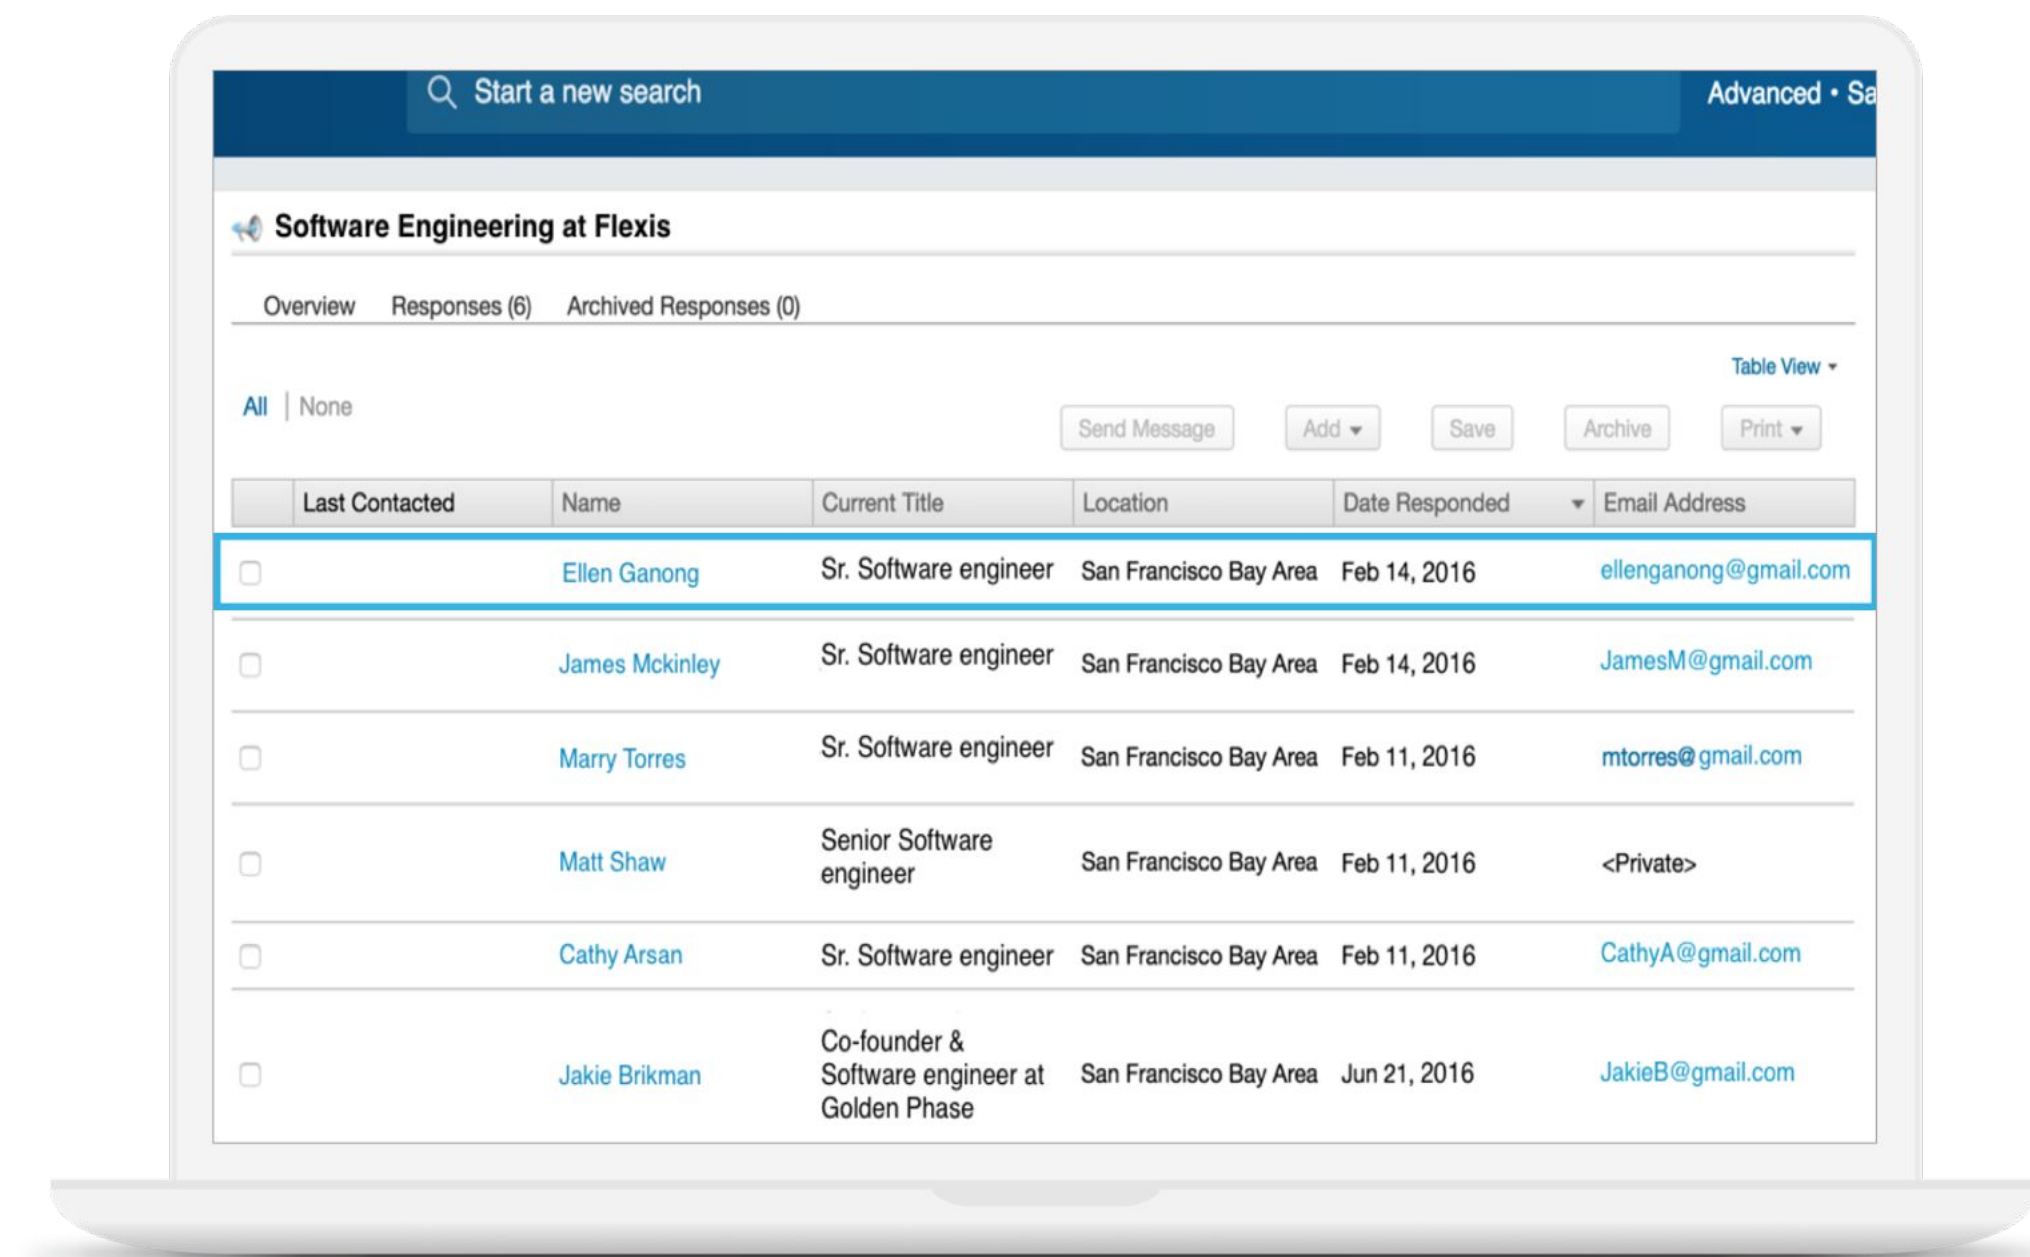 Start a new search
Advanced • Sa
Software Engineering at Flexis
Overview Responses (6) Archived Responses (0)
Table View
All | None
Send Message Add Save Archive Print
Last Contacted Name Current Title Location Date Responded Email Address
Ellen Ganong Sr. Software engineer San Francisco Bay Area Feb 14, 2016 ellenganong@gmail.com
James Mckinley Sr. Software engineer San Francisco Bay Area Feb 14, 2016 JamesM@gmail.com
Marry Torres Sr. Software engineer San Francisco Bay Area Feb 11, 2016 mtorres@gmail.com
Matt Shaw Senior Software
engineer San Francisco Bay Area Feb 11, 2016 <Private>
Cathy Arsan Sr. Software engineer San Francisco Bay Area Feb 11, 2016 CathyA@gmail.com
Co-founder &
Jakie Brikman Software engineer at San Francisco Bay Area Jun 21, 2016 JakieB@gmail.com
Golden Phase